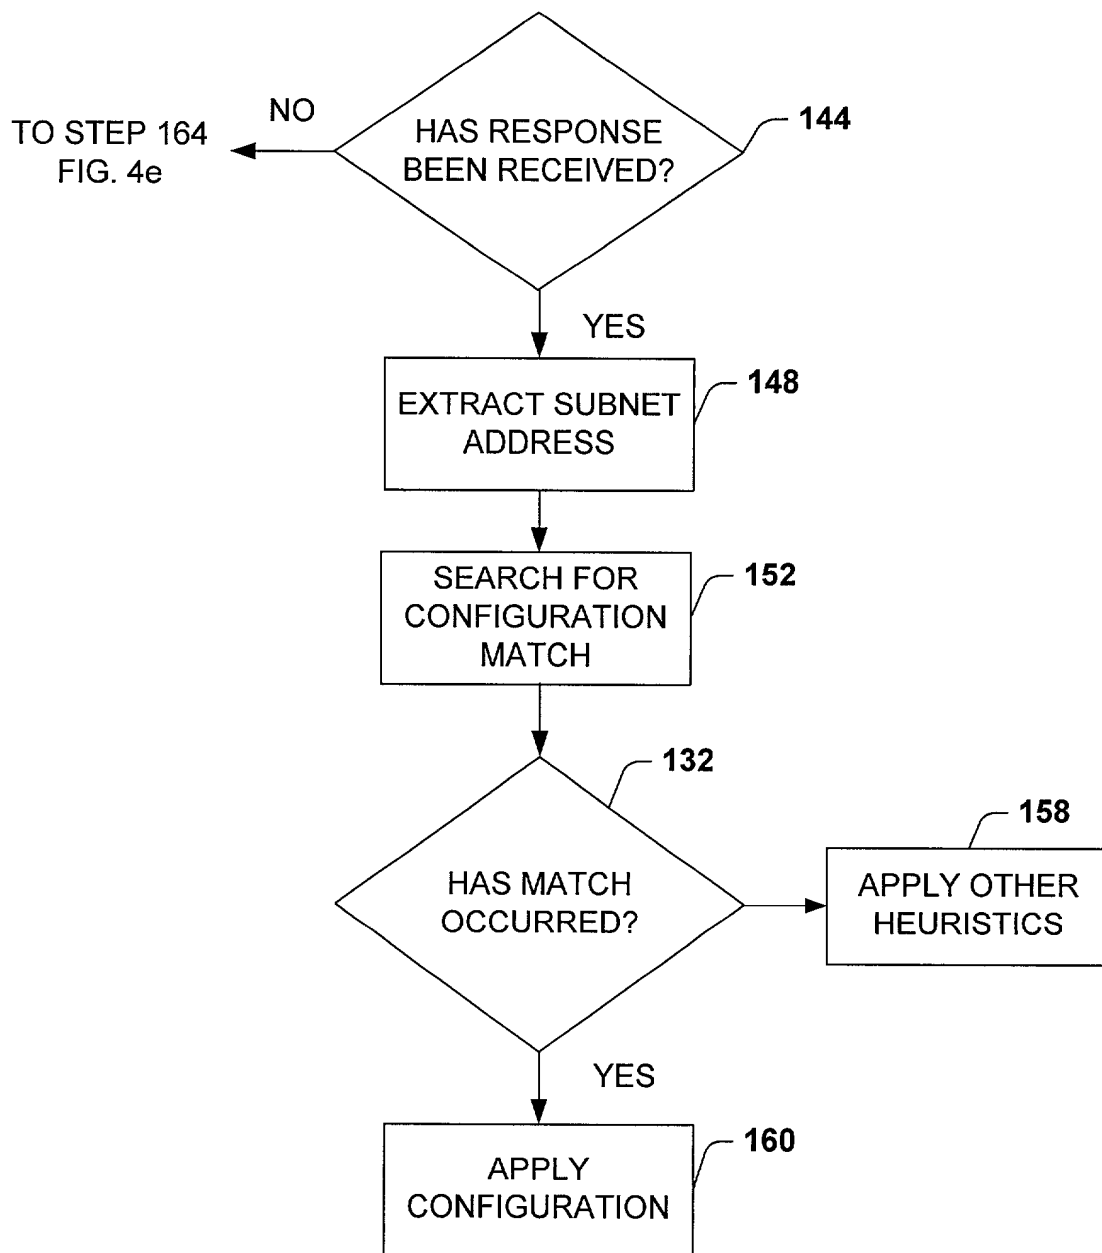 NO
TO STEP 164
FIG. 4e
HAS RESPONSE
BEEN RECEIVED?
144
YES
EXTRACT SUBNET
ADDRESS
148
SEARCH FOR
CONFIGURATION
MATCH
152
132
HAS MATCH
OCCURRED?
158
APPLY OTHER
HEURISTICS
YES
APPLY
CONFIGURATION
160